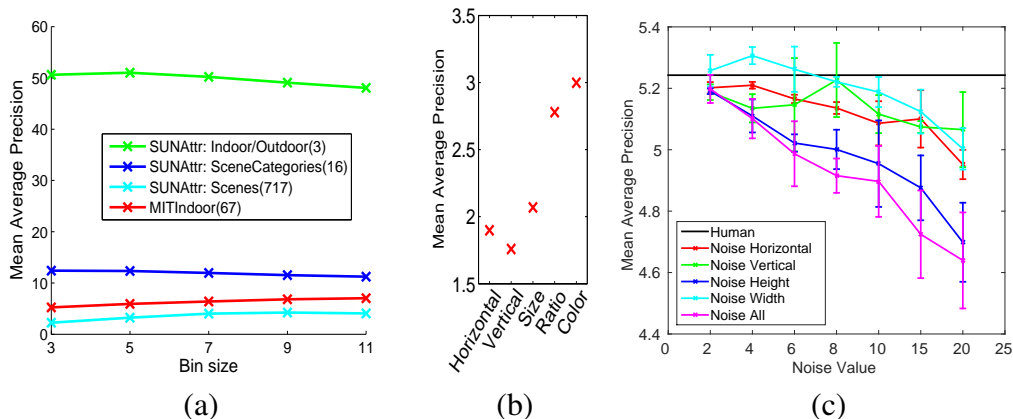 60
50
40
30
20
10
0
3 5 7 9 11
Mean Average Precision
Bin size
SUNAttr: Indoor/Outdoor(3)
SUNAttr: SceneCategories(16)
SUNAttr: Scenes(717)
MITIndoor(67)
(a)
3.5
3
2.5
2
1.5
Mean Average Precision
Horizontal
Vertical
Size
Ratio
Color
(b)
5.4
5.2
5
4.8
4.6
4.4
0 2 4 6 8 10 15 20 25
Mean Average Precision
Noise Value
Human
Noise Horizontal
Noise Vertical
Noise Height
Noise Width
Noise All
(c)